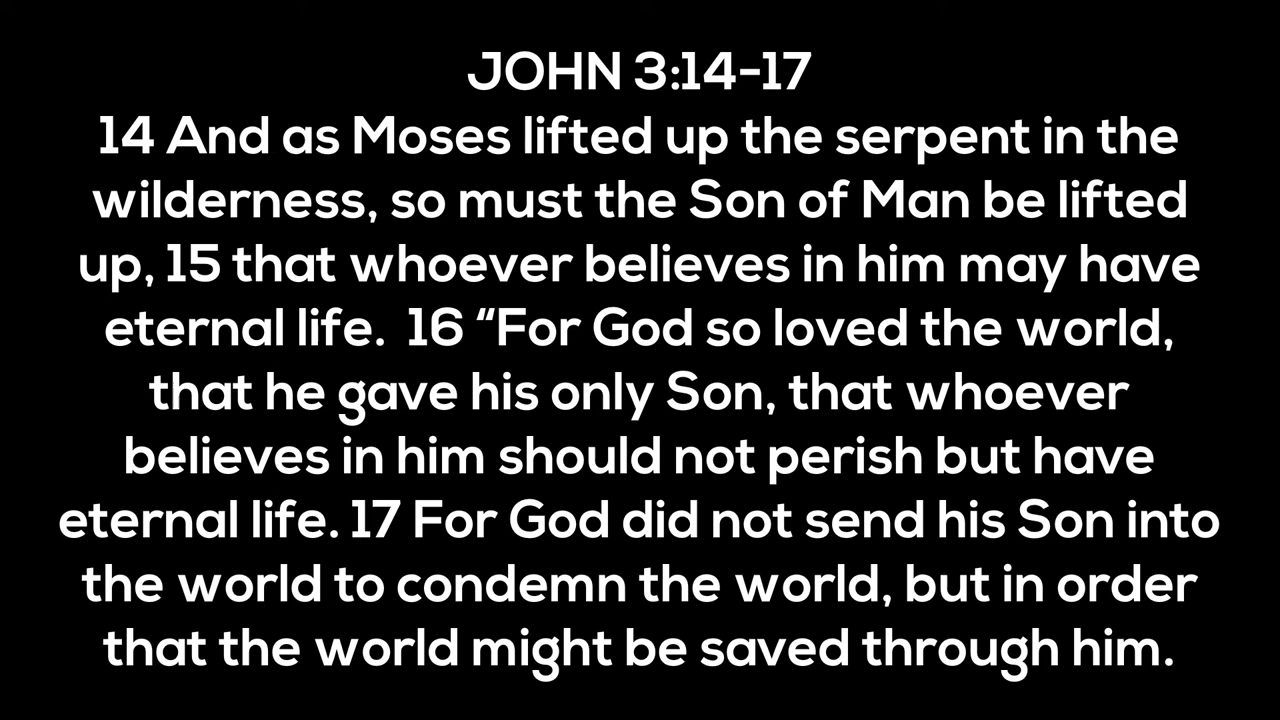 JOHN 3:14-17
14 And as Moses lifted up the serpent in the
wilderness, so must the Son of Man be lifted
up, 15 that whoever believes in him may have
eternal life.  16 “For God so loved the world,
that he gave his only Son, that whoever
believes in him should not perish but have
eternal life. 17 For God did not send his Son into
the world to condemn the world, but in order
that the world might be saved through him.